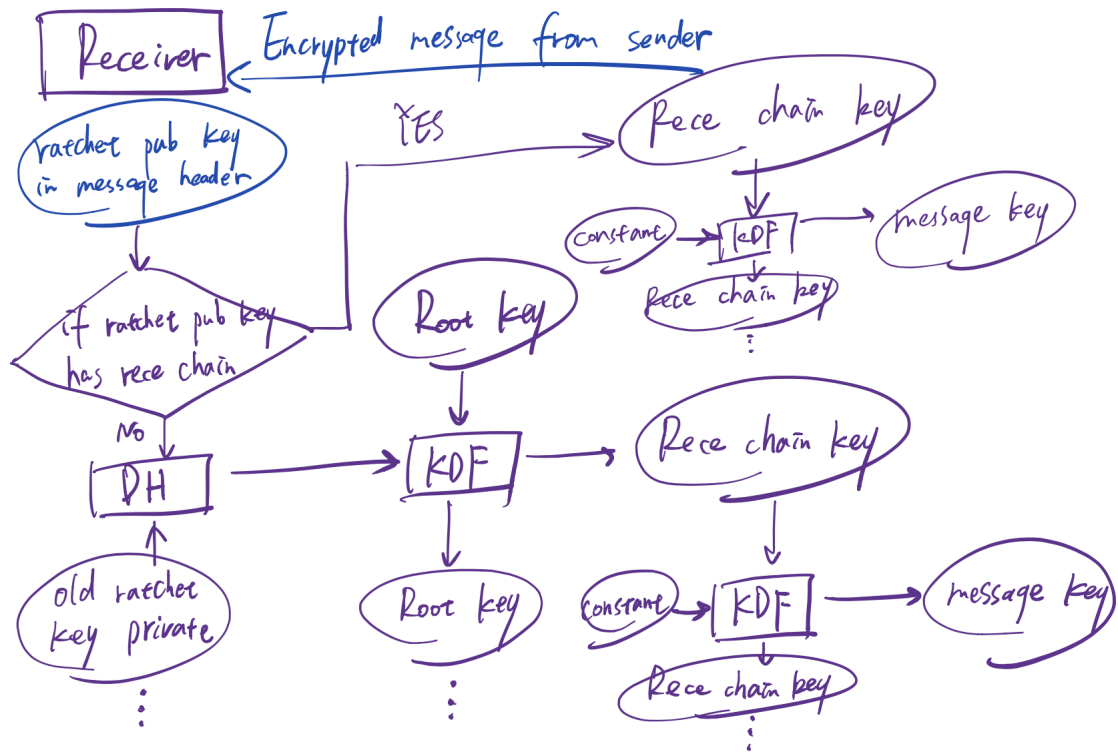 Receiver
Encrypted message from sender
ratchet pub key
in message header
YES
Rece chain key
constant
KDF
message key
Rece chain key
if ratchet pub key
has rece chain
Root key
No
DH
KDF
Rece chain key
old ratchet
key private
Root key
constant
KDF
message key
Rece chain key